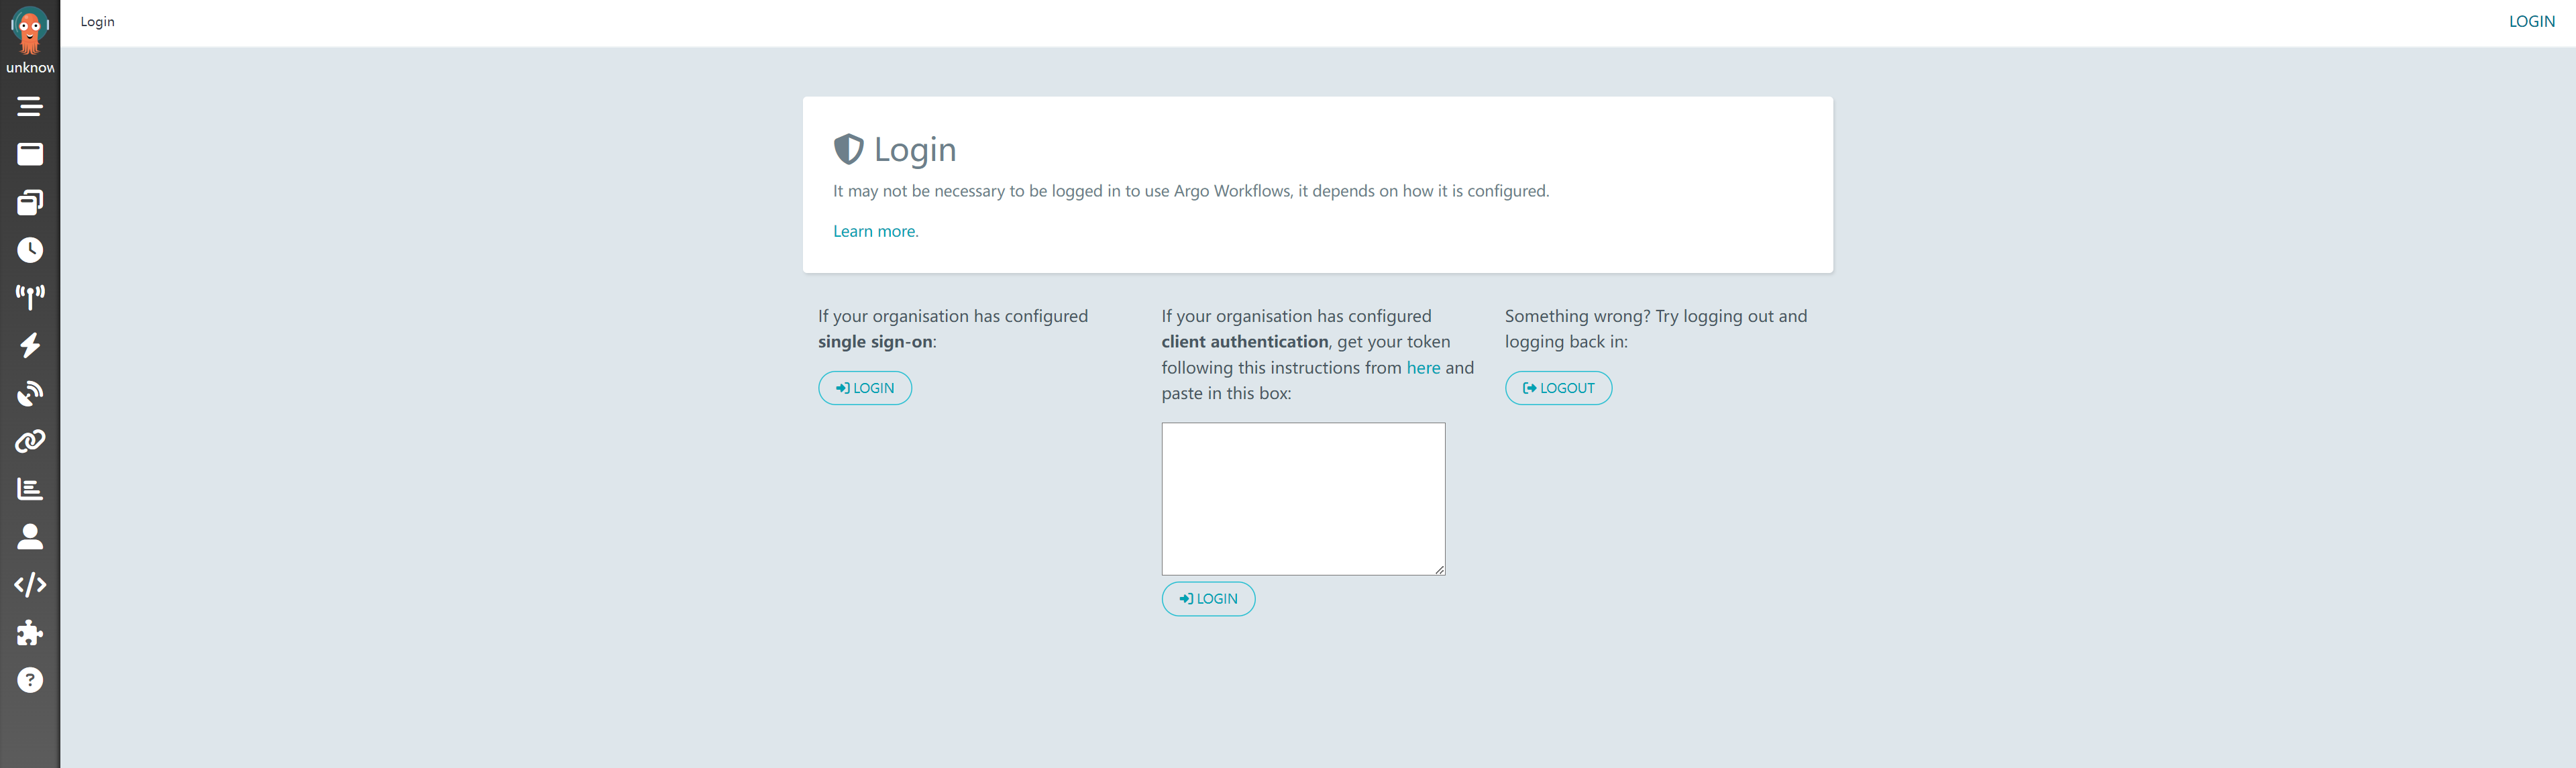 Login
LOGIN
unknow
Login
It may not be necessary to be logged in to use Argo Workflows, it depends on how it is configured.
Learn more.
If your organisation has configured
single sign-on:
LOGIN
If your organisation has configured
client authentication, get your token
following this instructions from here and
paste in this box:
LOGIN
Something wrong? Try logging out and
logging back in:
LOGOUT